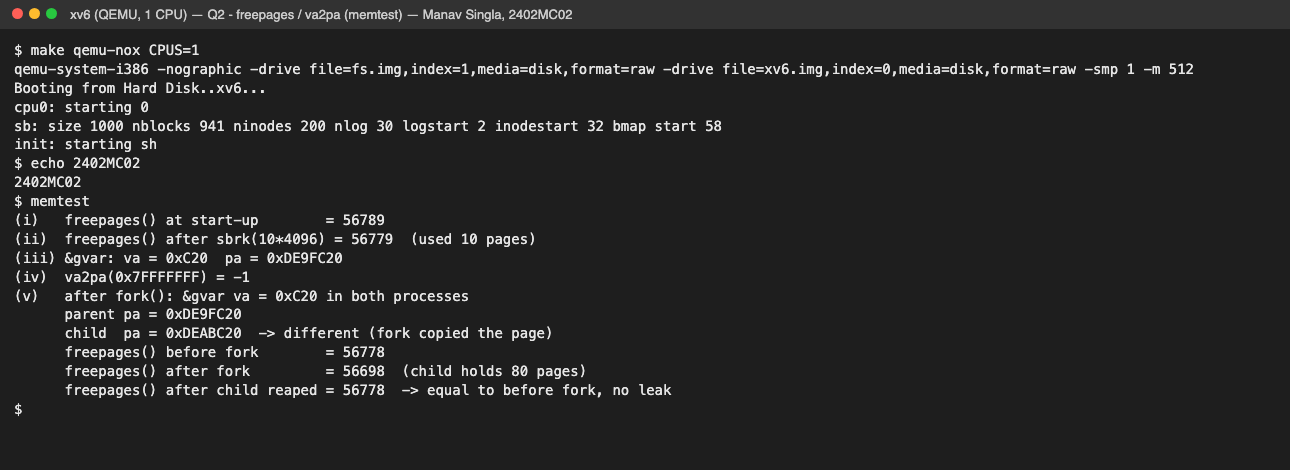 xv6 (QEMU, 1 CPU) — Q2 - freepages / va2pa (memtest) — Manav Singla, 2402MC02
$ make qemu-nox CPUS=1
qemu-system-i386 -nographic -drive file=fs.img,index=1,media=disk,format=raw -drive file=xv6.img,index=0,media=disk,format=raw -smp 1 -m 512
Booting from Hard Disk..xv6...
cpu0: starting 0
sb: size 1000 nblocks 941 ninodes 200 nlog 30 logstart 2 inodestart 32 bmap start 58
init: starting sh
$ echo 2402MC02
2402MC02
$ memtest
(i)   freepages() at start-up        = 56789
(ii)  freepages() after sbrk(10*4096) = 56779  (used 10 pages)
(iii) &gvar: va = 0xC20  pa = 0xDE9FC20
(iv)  va2pa(0x7FFFFFFF) = -1
(v)   after fork(): &gvar va = 0xC20 in both processes
      parent pa = 0xDE9FC20
      child  pa = 0xDEABC20  -> different (fork copied the page)
      freepages() before fork        = 56778
      freepages() after fork         = 56698  (child holds 80 pages)
      freepages() after child reaped = 56778  -> equal to before fork, no leak
$